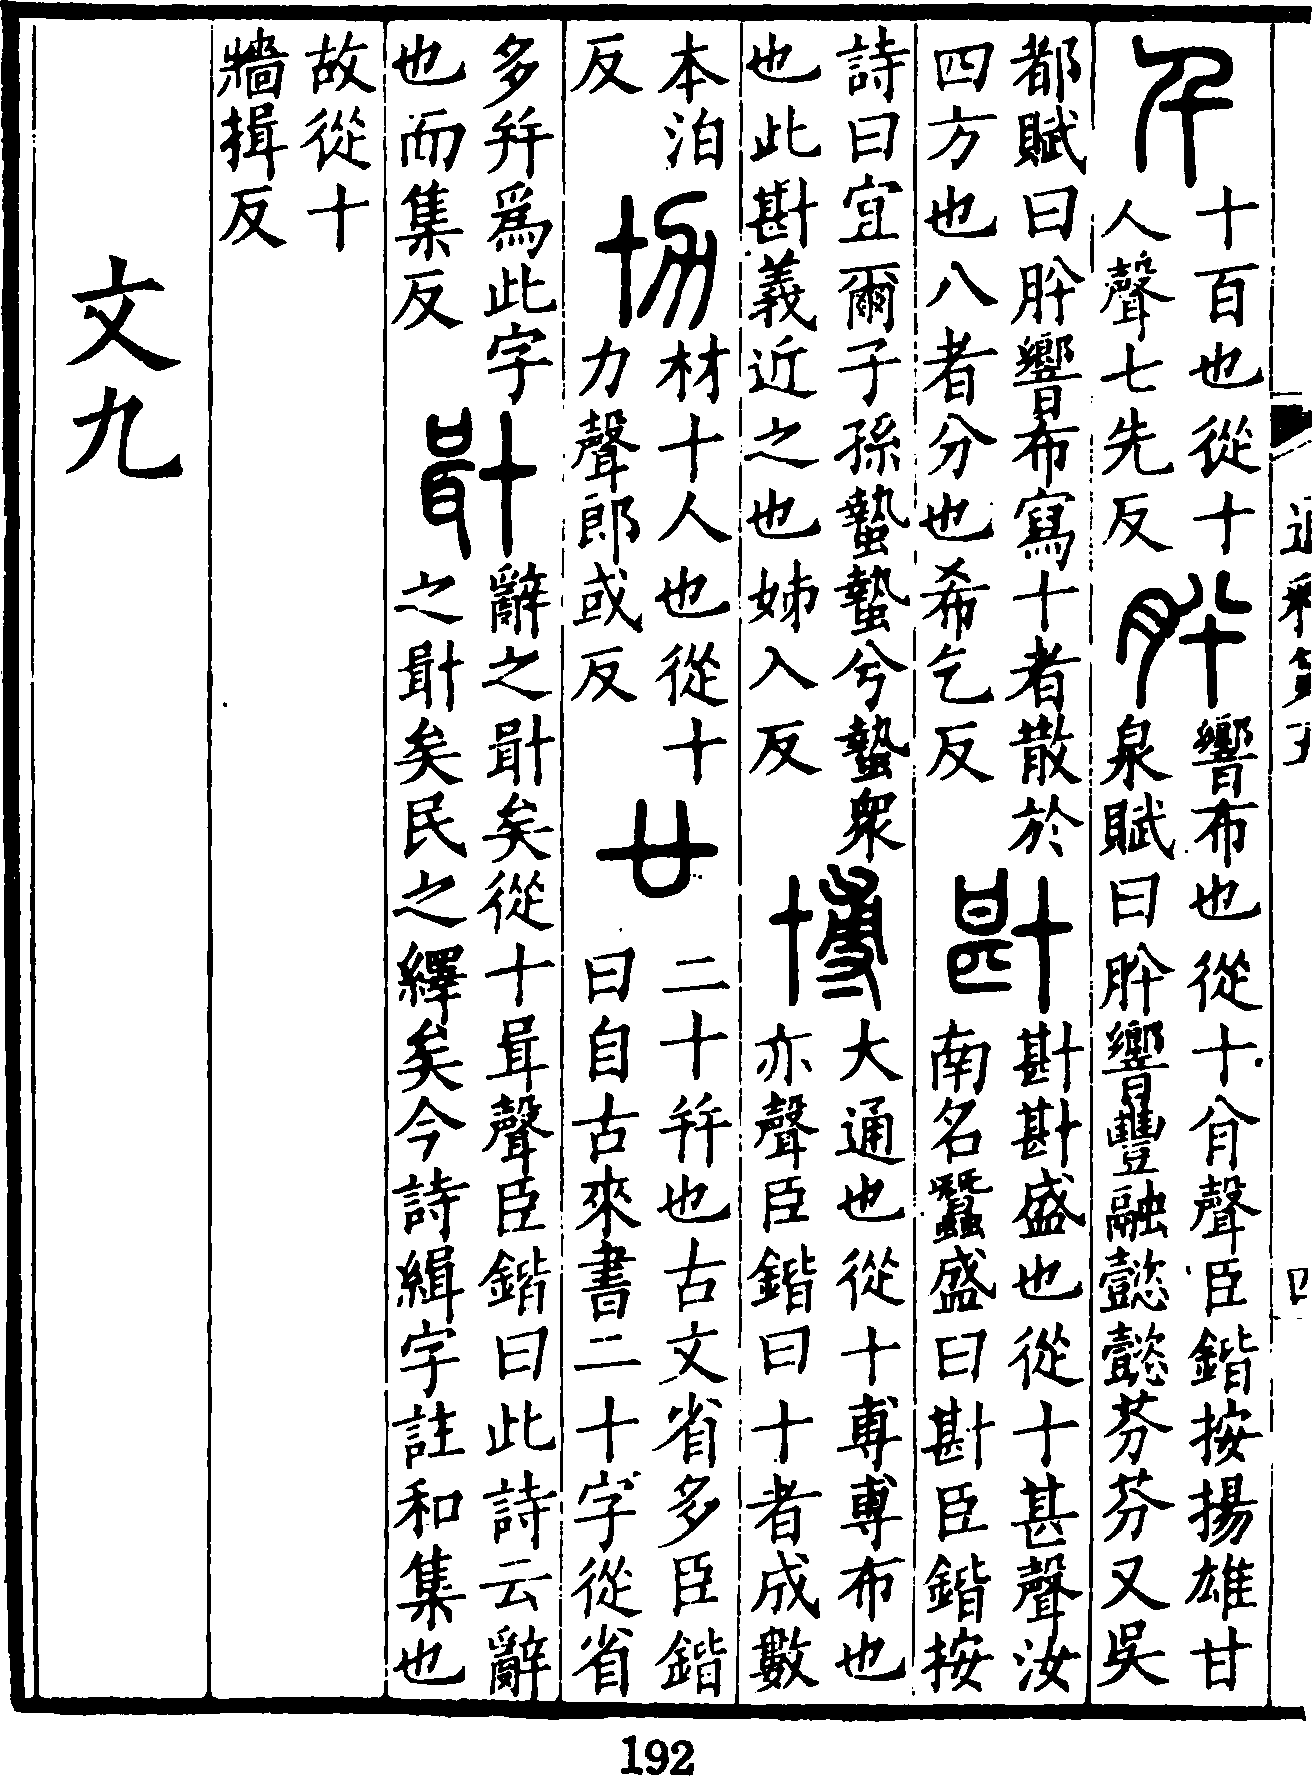 千十百也從十
人聲七先反
肸響布也從十㕯聲臣鍇按揚雄甘
泉賦曰肸響豐融懿懿芬芬又吳
都賦曰肸響布寫十者散於
四方也八者分也希乞反
卙卙卙盛也從十甚聲汝
南名蠶盛曰卙臣鍇按
詩曰宜爾子孫蟄蟄兮蟄衆
也此卙義近之也姊入反
博大通也從十尃尃布也
亦聲臣鍇曰十者成數
本泊
反
𠦒材十人也從十
力聲郎或反
廿二十幷也古文省多臣鍇
曰自古來書二十字從省
多幷爲此字
也而集反
𠦫辭之𠦫矣從十咠聲臣鍇曰此詩云辭
之𠦫矣民之繹矣今詩緝字註和集也
故從十
牆揖反
文九
192